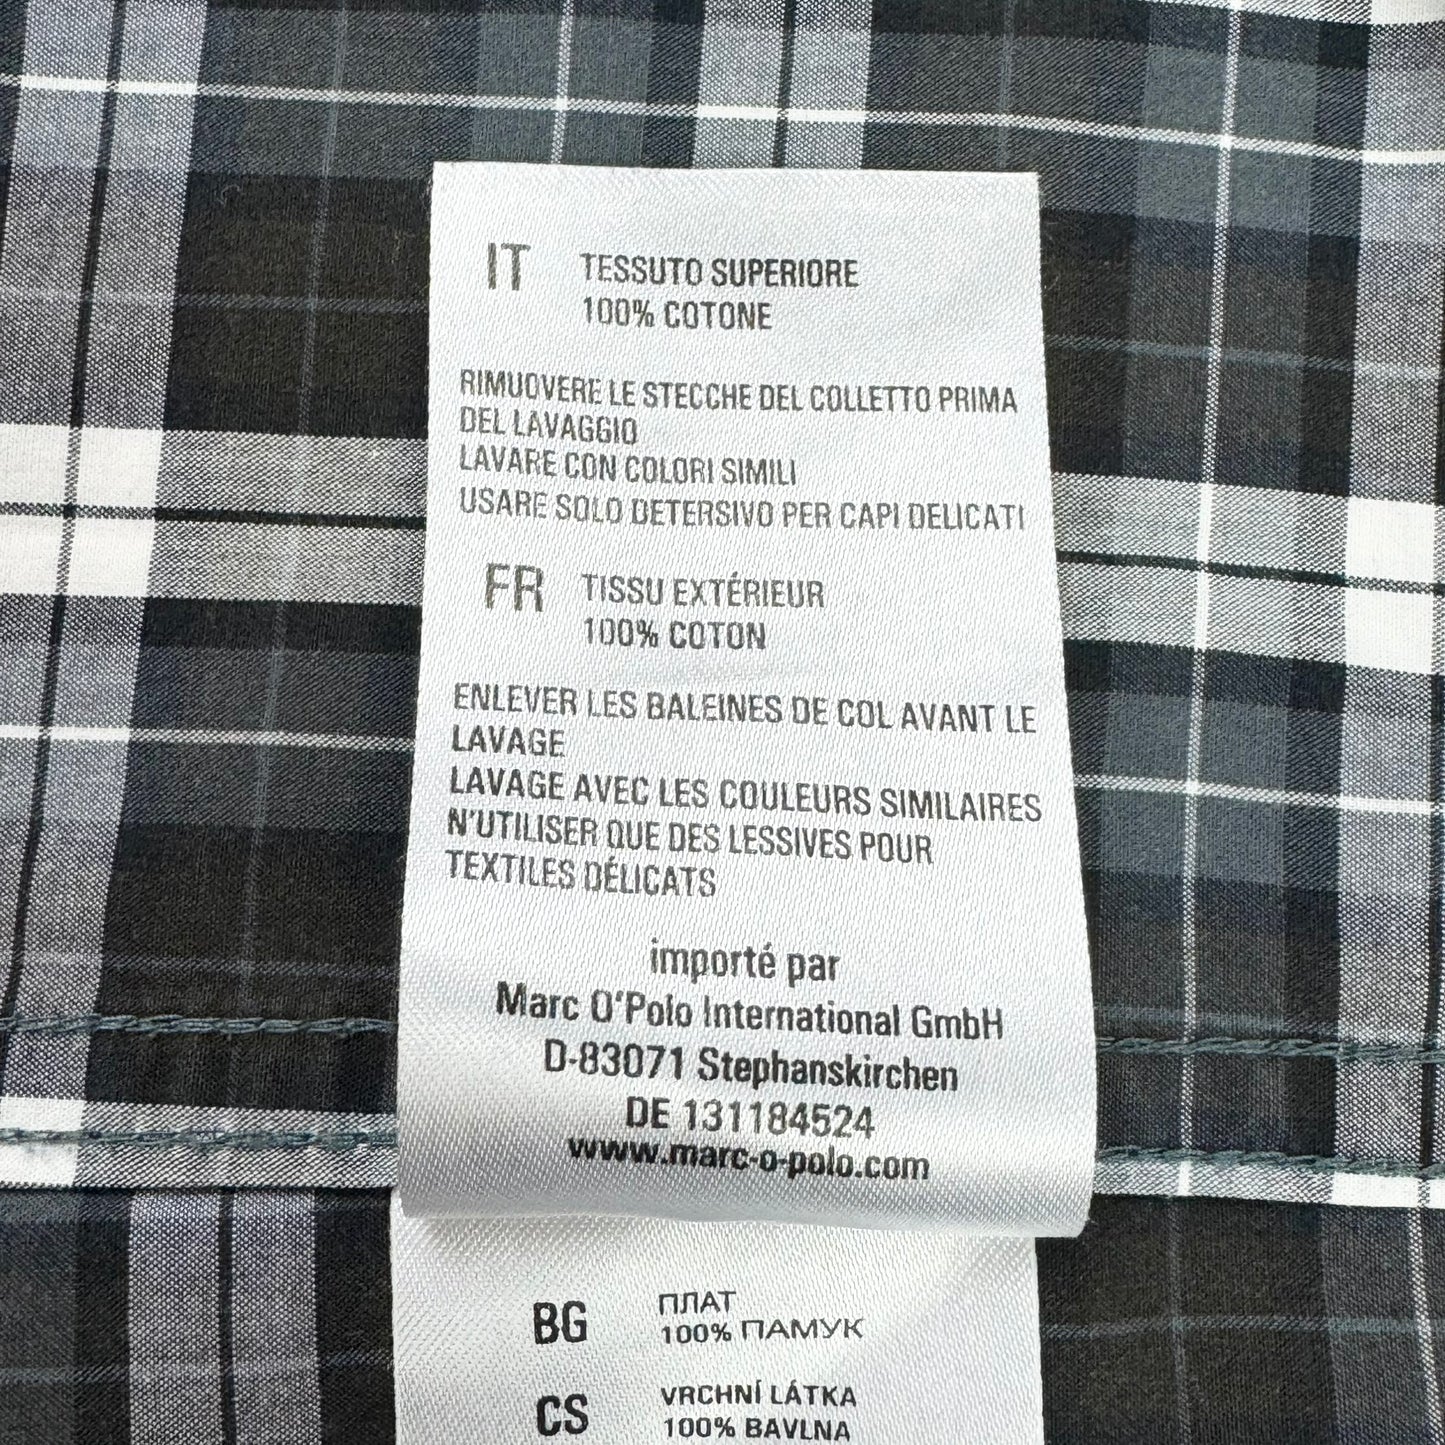 IT TESSUTO SUPERIORE
100% COTONE
RIMUOVERE LE STECCHE DEL COLLETTO PRIMA
DEL LAVAGGIO
LAVARE CON COLORI SIMILI
USARE SOLO DETERSIVO PER CAPI DELICATI
FR TISSU EXTÉRIEUR
100% COTON
ENLEVER LES BALEINES DE COL AVANT LE
LAVAGE
LAVAGE AVEC LES COULEURS SIMILAIRES
N'UTILISER QUE DES LESSIVES POUR
TEXTILES DÉLICATS
importé par
Marc O'Polo International GmbH
D-83071 Stephanskirchen
DE 131184524
www.marc-o-polo.com
BG ПЛАТ
100% ПАМУК
CS VRCHNÍ LÁTKA
100% BAVLNA